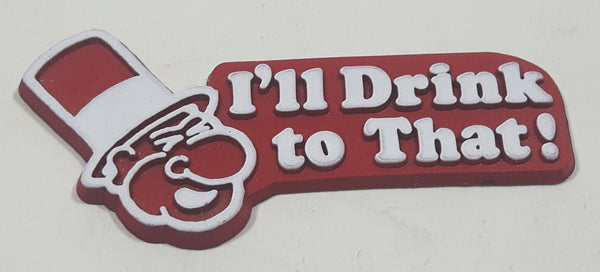 I'll Drink
to That!